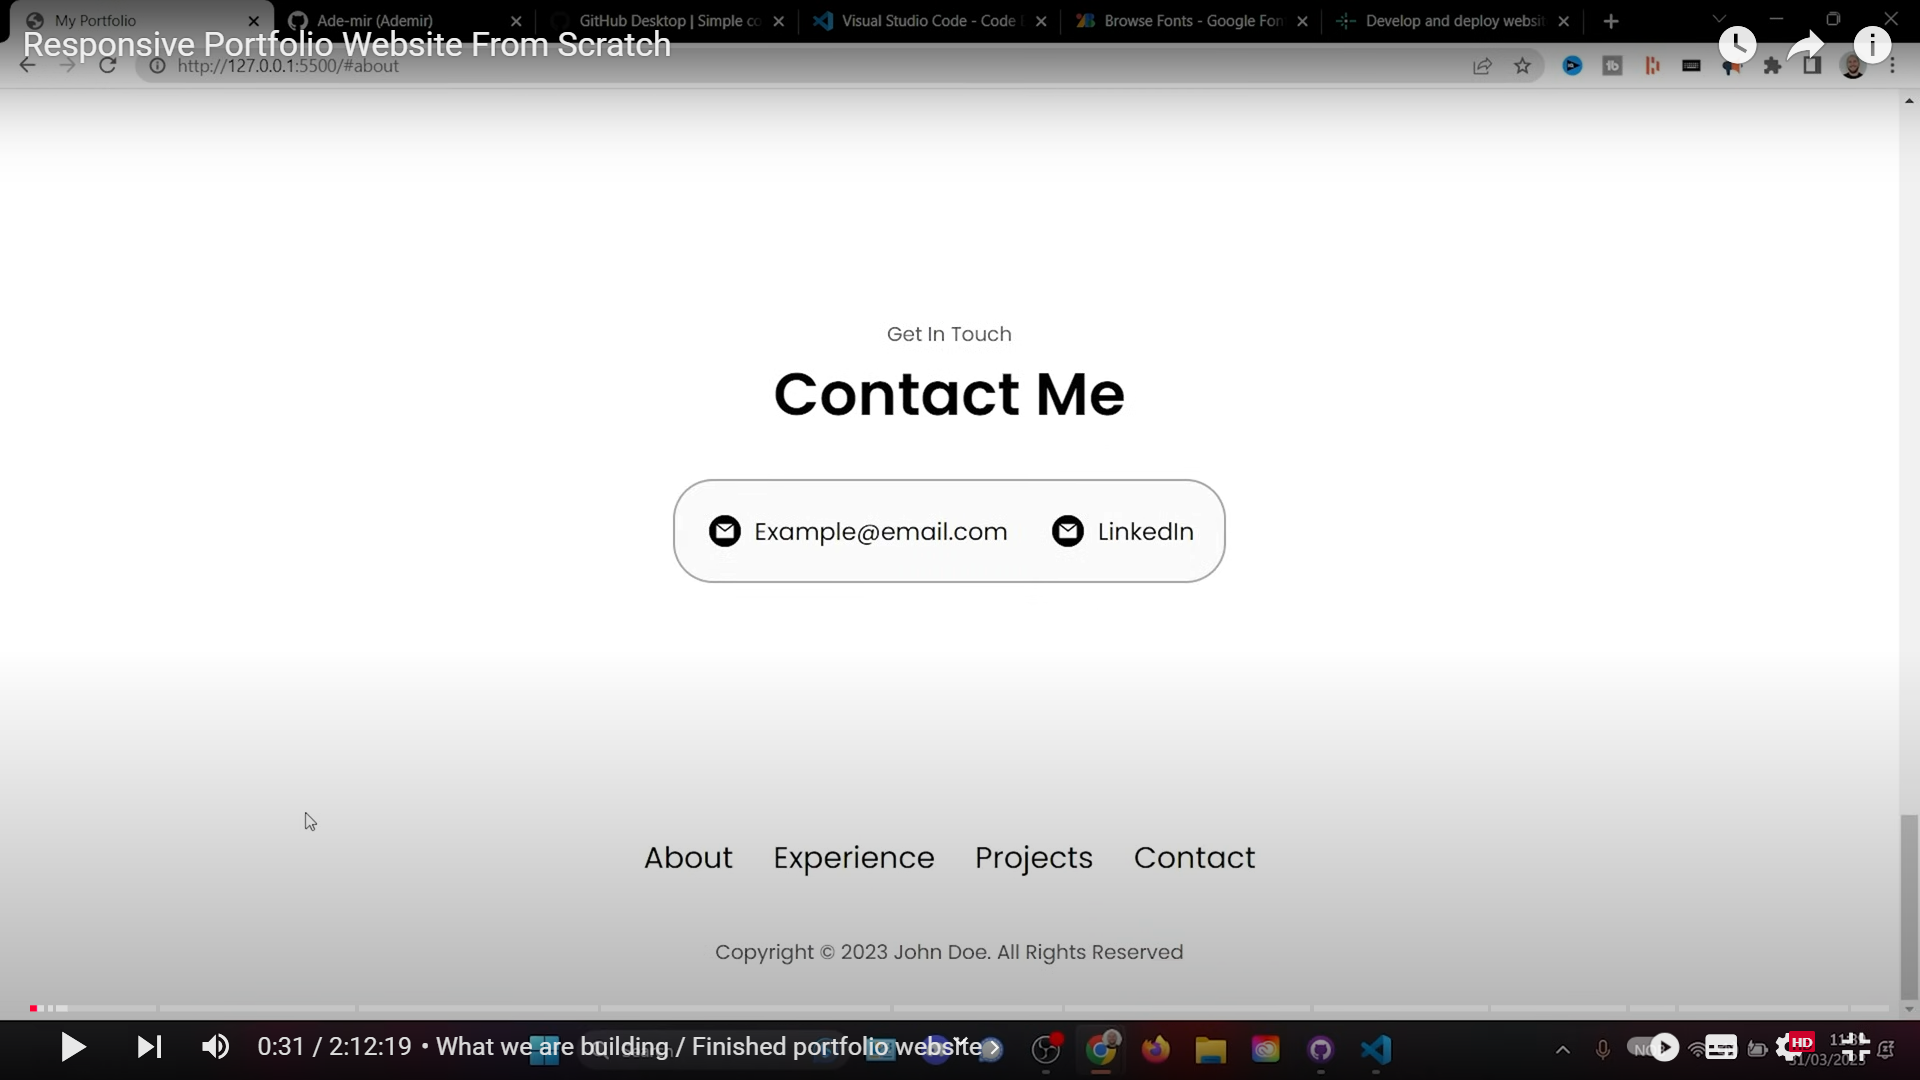 My Portfolio
Ade-mir (Ademir)
GitHub Desktop | Simple co
Visual Studio Code - Code
Browse Fonts - Google Fon
Develop and deploy websit
Responsive Portfolio Website From Scratch
http://127.0.0.1:5500/#about
Get In Touch
Contact Me
Example@email.com
LinkedIn
About
Experience
Projects
Contact
Copyright © 2023 John Doe. All Rights Reserved
0:31 / 2:12:19 • What we are building / Finished portfolio website
HD